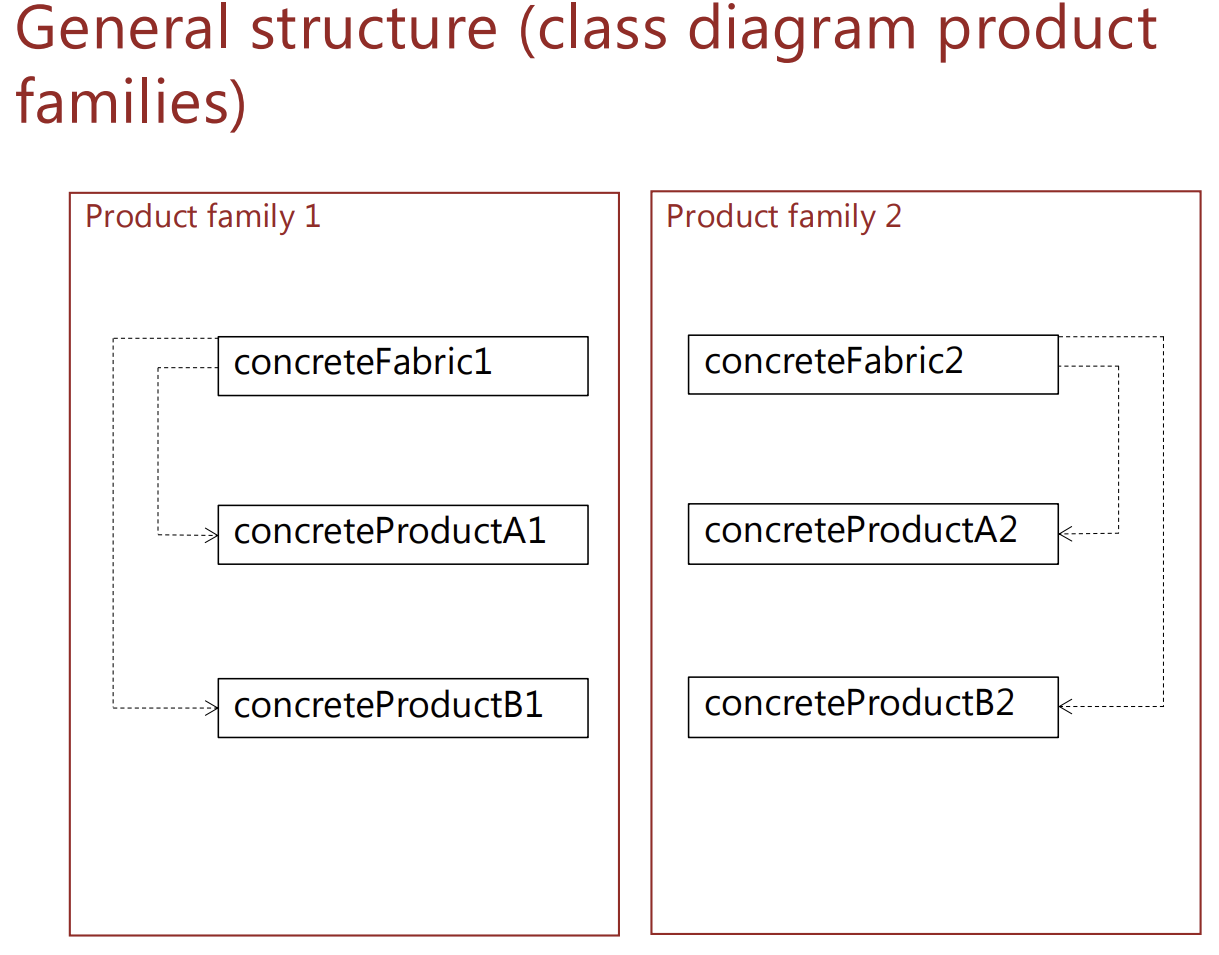 General structure (class diagram product
families)
Product family 1
concreteFabric1
concreteProductA1
concreteProductB1
Product family 2
concreteFabric2
concreteProductA2
concreteProductB2